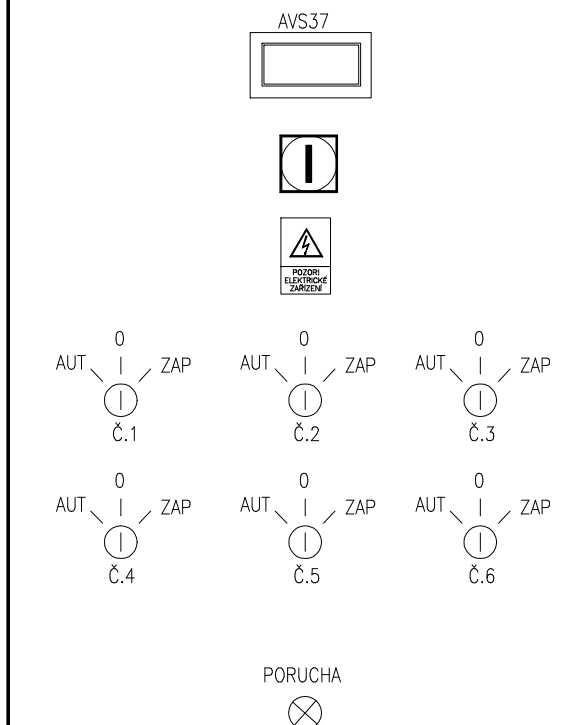 AVS37
POZOR!
ELEKTRICKÉ
ZAŘÍZENÍ
0 0 0
AUT ZAP AUT ZAP AUT ZAP
Č.1 Č.2 Č.3
0 0 0
AUT ZAP AUT ZAP AUT ZAP
Č.4 Č.5 Č.6
PORUCHA